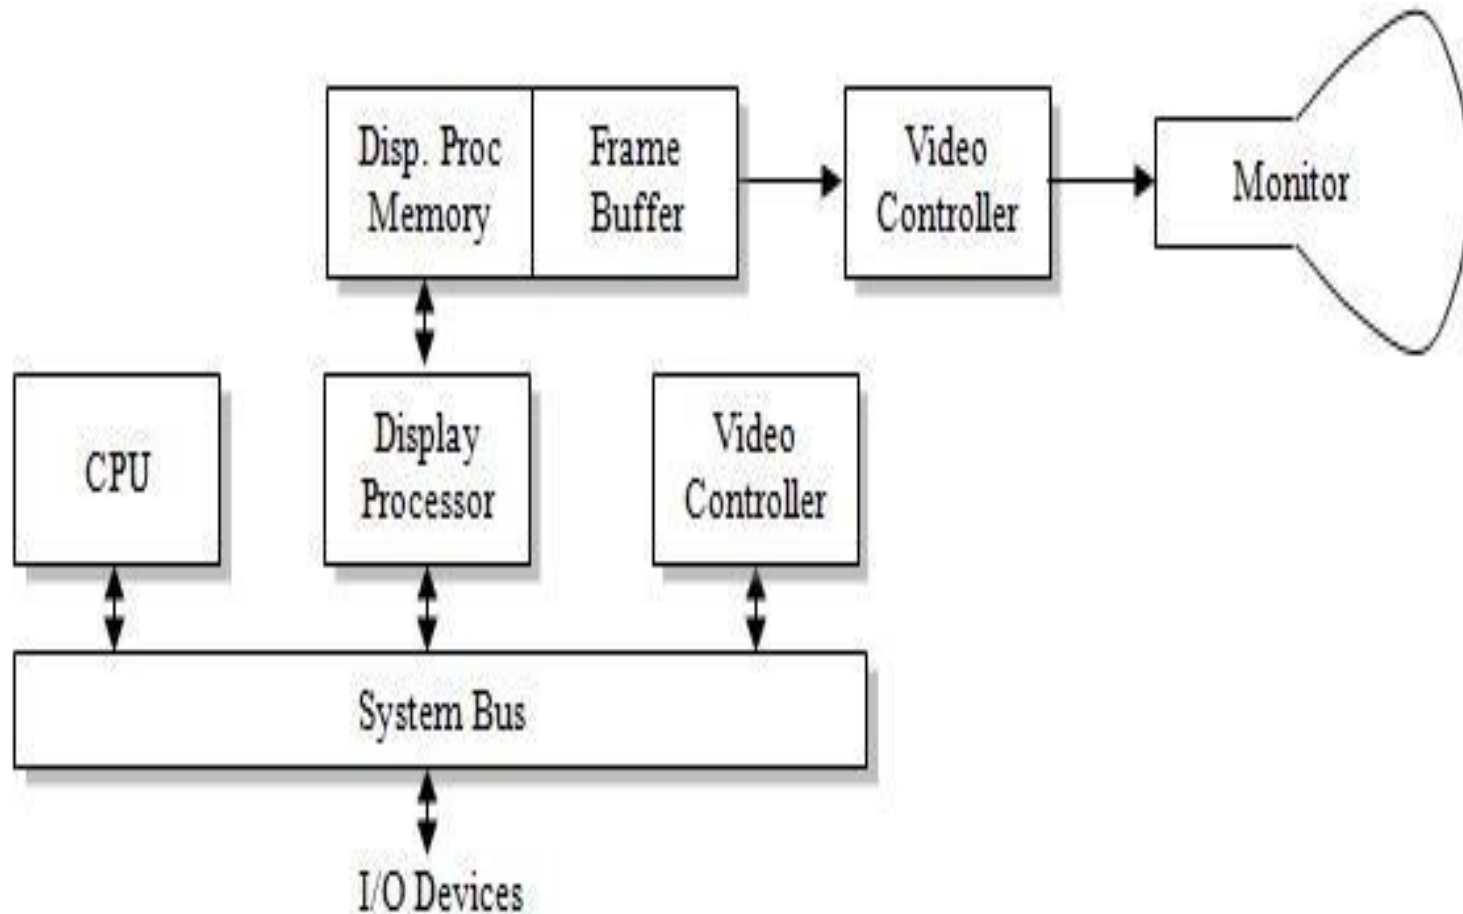 Disp. Proc
Memory
Frame
Buffer
Video
Controller
Monitor
CPU
Display
Processor
Video
Controller
System Bus
I/O Devices